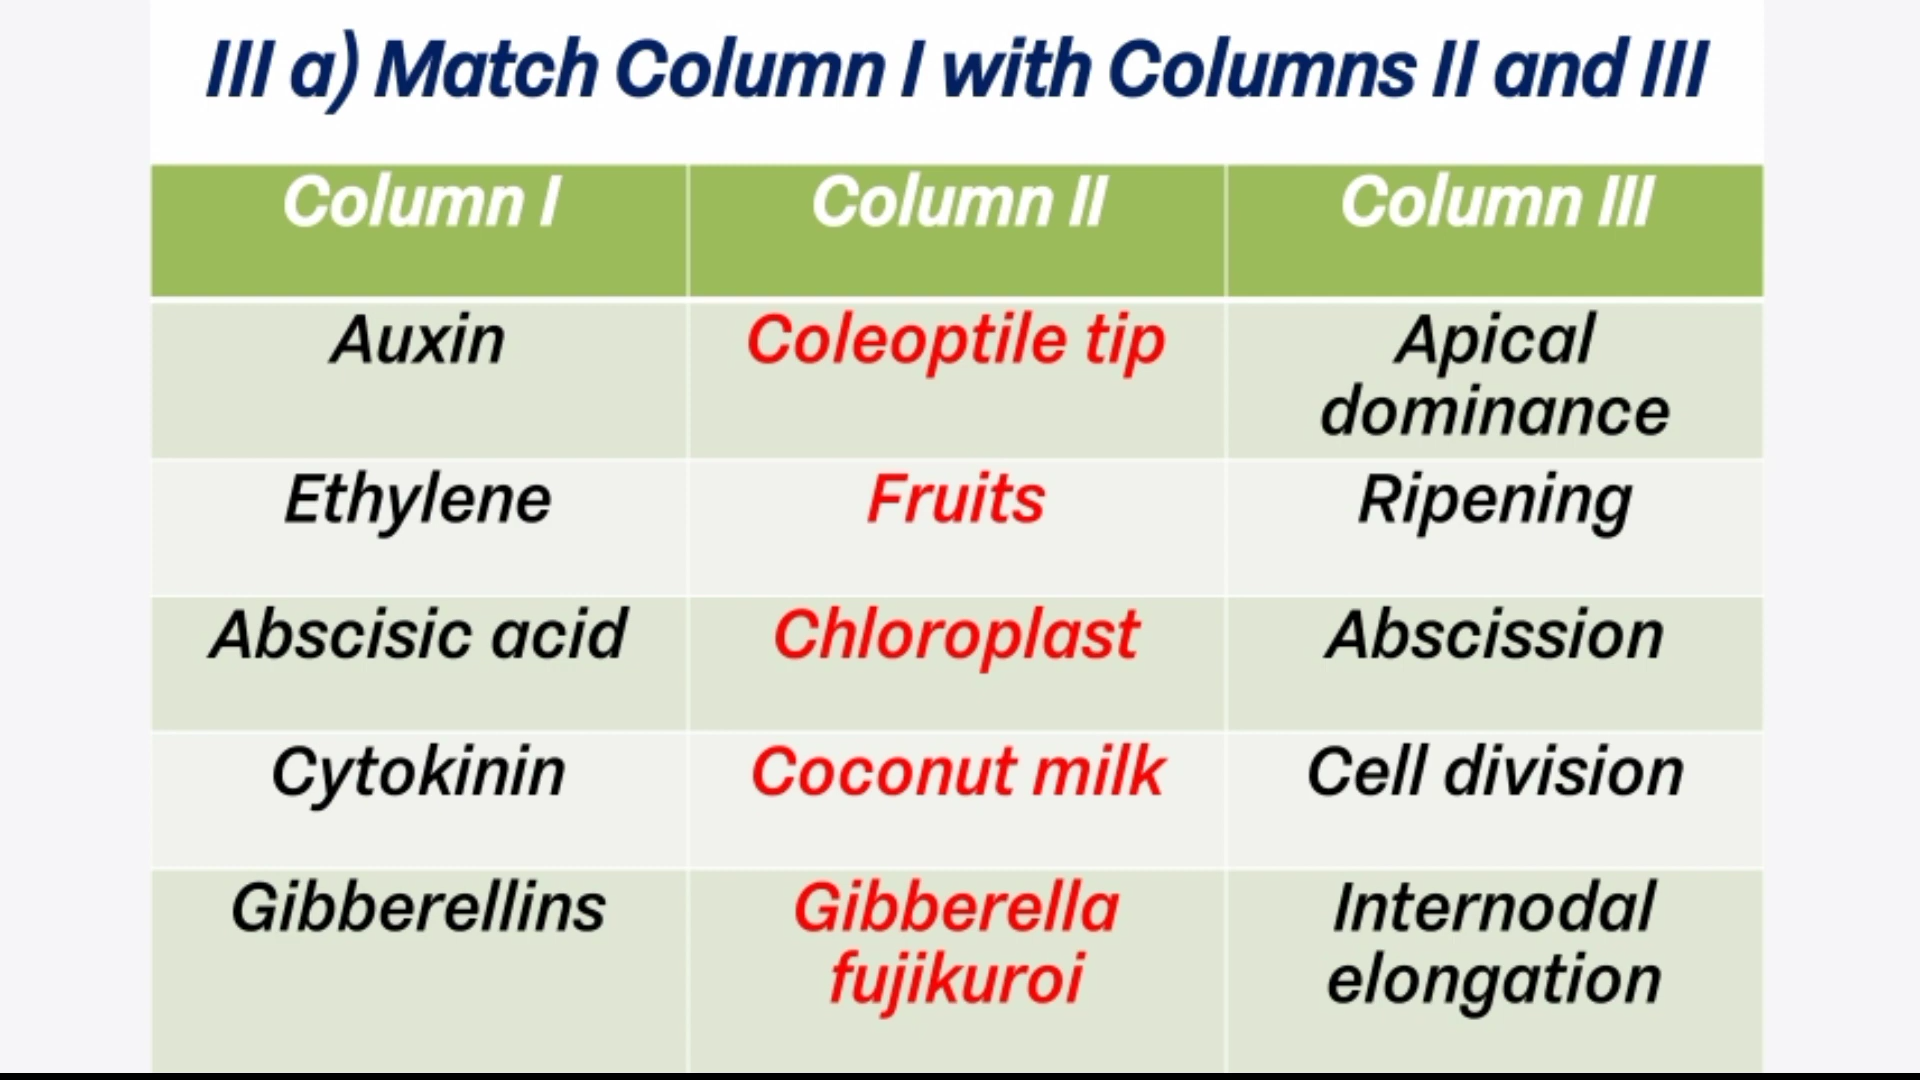 III a) Match Column I with Columns II and III
Column I Column II Column III
Auxin Coleoptile tip Apical
dominance
Ethylene Fruits Ripening
Abscisic acid Chloroplast Abscission
Cytokinin Coconut milk Cell division
Gibberellins Gibberella Internodal
fujikuroi elongation